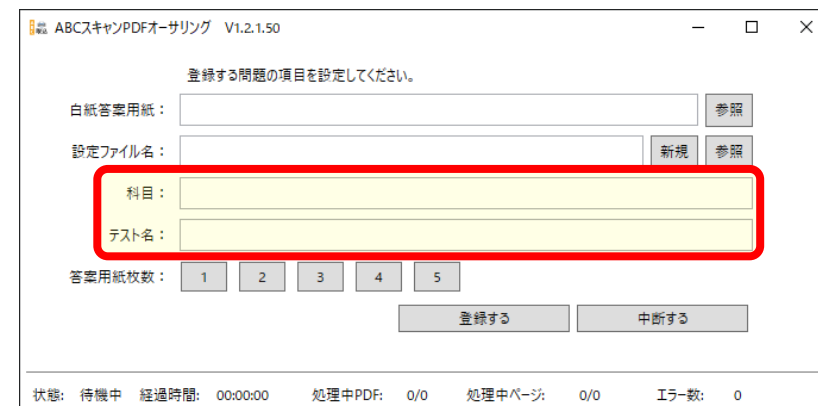 ABCスキャンPDFオーサリング V1.2.1.50
登録する問題の項目を設定してください。
白紙答案用紙： 参照
設定ファイル名： 新規 参照
科目：
テスト名：
答案用紙枚数： 1 2 3 4 5
登録する 中断する
状態: 待機中 経過時間: 00:00:00 処理中PDF: 0/0 処理中ページ: 0/0 エラー数: 0